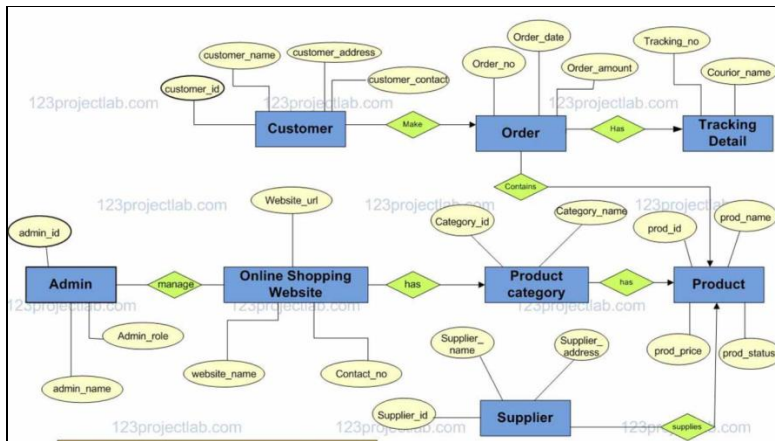 Order_date
customer_name
customer_address
Order_no
Tracking_no
Order_amount
Courior_name
customer_contact
customer_id
123projectlab.com
123projectlab.com
123projectlab.com
Customer
Make
Order
Has
Tracking
Detail
Contains
Website_url
123projectlab.com
123projectlab.com
123projectlab.com
Category_id
Category_name
prod_id
prod_name
admin_id
Admin
manage
Online Shopping
Website
has
Product
category
has
Product
123projectlab.com
123projectlab.com
123projectlab.com
Admin_role
admin_name
website_name
Contact_no
Supplier_
name
Supplier_
address
prod_price
prod_status
Supplier_id
Supplier
supplies
123projectlab.com
123projectlab.com
123projectlab.com